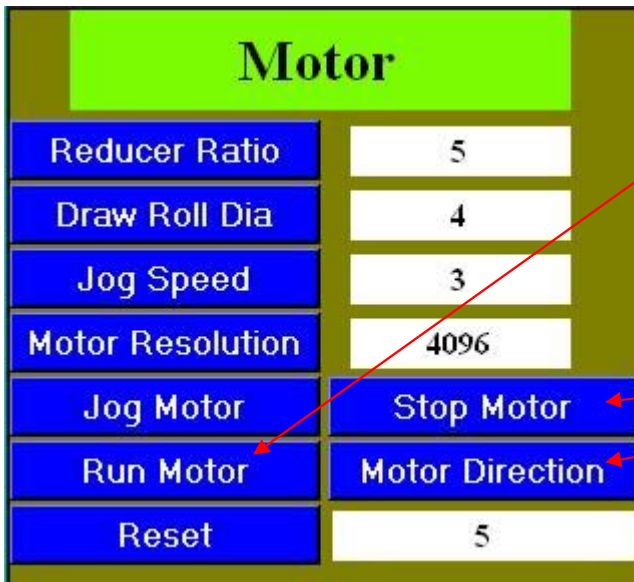 Motor
Reducer Ratio 5
Draw Roll Dia 4
Jog Speed 3
Motor Resolution 4096
Jog Motor Stop Motor
Run Motor Motor Direction
Reset 5